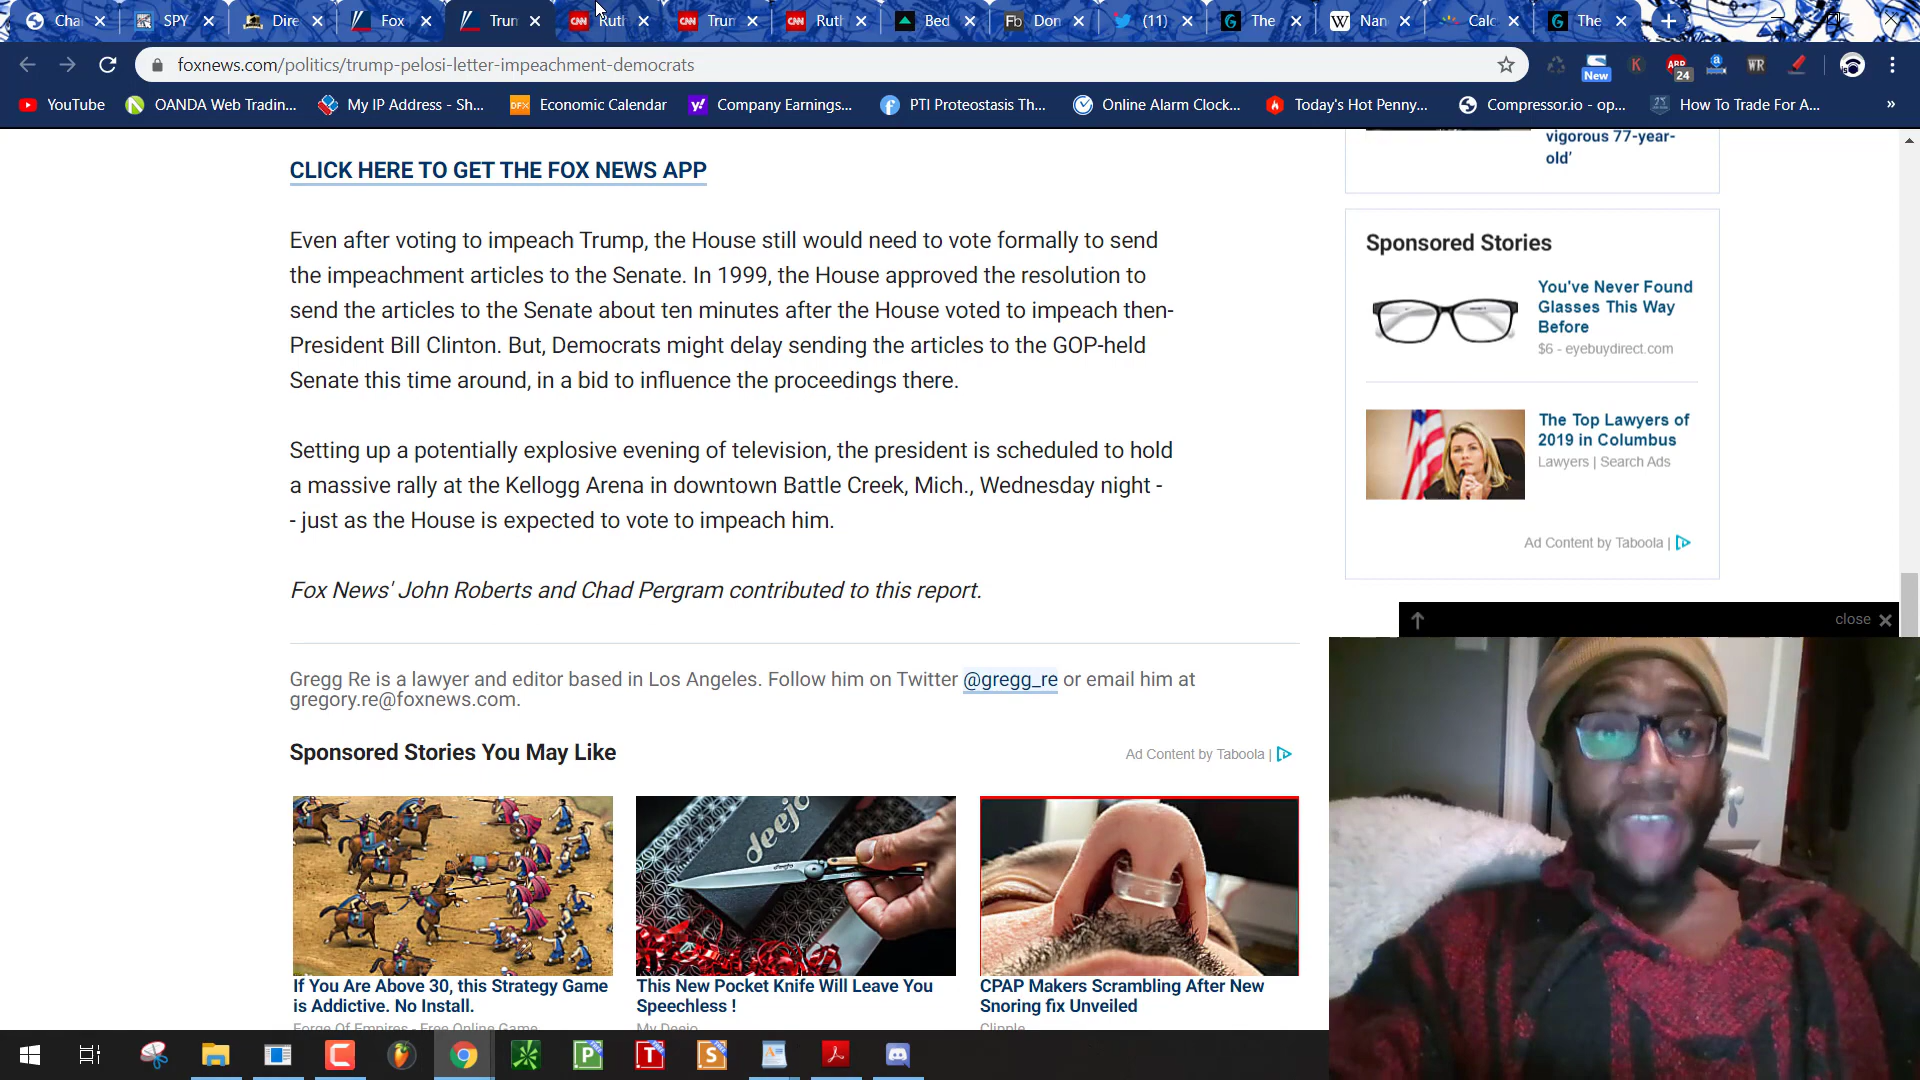 Cha
SPY
Dire
Fox
Trun
Ruth
Trun
Ruth
Bed
Don
(11)
The
Nan
Calc
The
foxnews.com/politics/trump-pelosi-letter-impeachment-democrats
New
ABP
24
WR
YouTube
OANDA Web Tradin...
My IP Address - Sh...
Economic Calendar
Company Earnings...
PTI Proteostasis Th...
Online Alarm Clock...
Today's Hot Penny...
Compressor.io - op...
How To Trade For A...
»
CLICK HERE TO GET THE FOX NEWS APP
Even after voting to impeach Trump, the House still would need to vote formally to send
the impeachment articles to the Senate. In 1999, the House approved the resolution to
send the articles to the Senate about ten minutes after the House voted to impeach then-
President Bill Clinton. But, Democrats might delay sending the articles to the GOP-held
Senate this time around, in a bid to influence the proceedings there.
Setting up a potentially explosive evening of television, the president is scheduled to hold
a massive rally at the Kellogg Arena in downtown Battle Creek, Mich., Wednesday night -
- just as the House is expected to vote to impeach him.
Fox News' John Roberts and Chad Pergram contributed to this report.
Gregg Re is a lawyer and editor based in Los Angeles. Follow him on Twitter @gregg_re or email him at
gregory.re@foxnews.com.
Sponsored Stories You May Like
Ad Content by Taboola |
deejo
If You Are Above 30, this Strategy Game
is Addictive. No Install.
Forge Of Empires - Free Online Game
This New Pocket Knife Will Leave You
Speechless !
My Deejo
CPAP Makers Scrambling After New
Snoring fix Unveiled
Clipple
vigorous 77-year-
old'
Sponsored Stories
You've Never Found
Glasses This Way
Before
$6 - eyebuydirect.com
The Top Lawyers of
2019 in Columbus
Lawyers | Search Ads
Ad Content by Taboola |
close